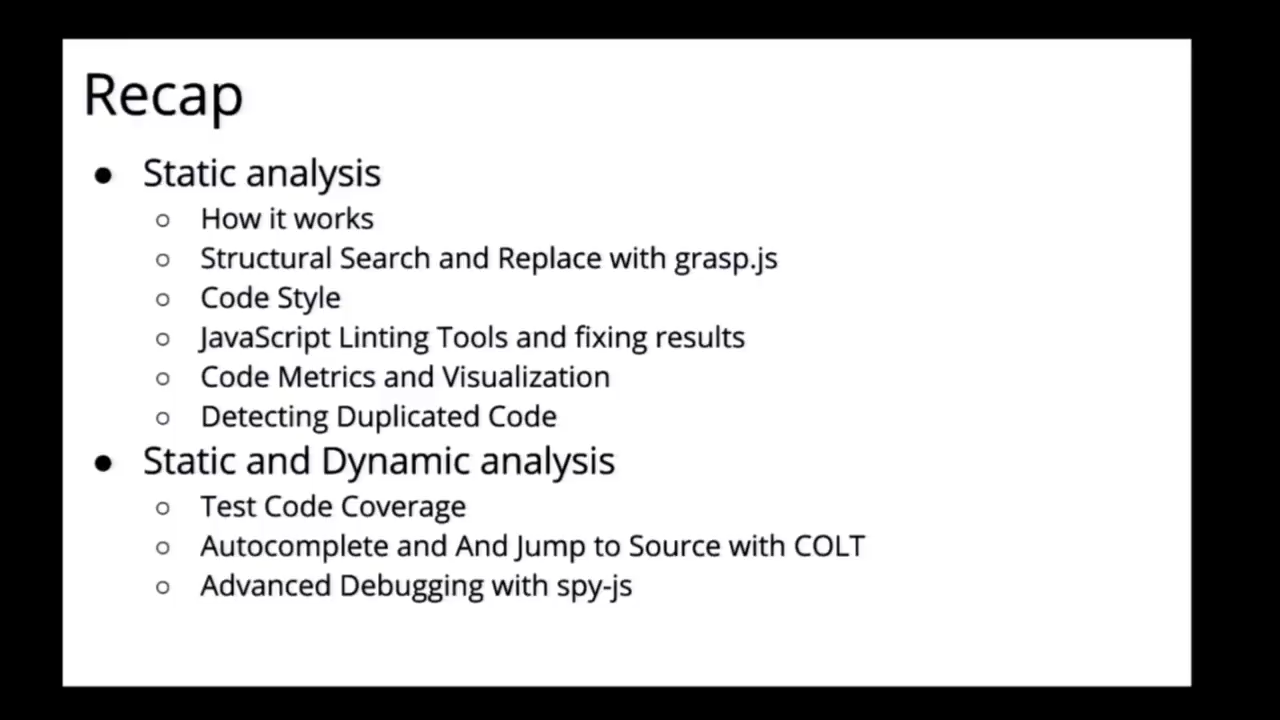 Recap
● Static analysis
○ How it works
○ Structural Search and Replace with grasp.js
○ Code Style
○ JavaScript Linting Tools and fixing results
○ Code Metrics and Visualization
○ Detecting Duplicated Code
● Static and Dynamic analysis
○ Test Code Coverage
○ Autocomplete and And Jump to Source with COLT
○ Advanced Debugging with spy-js